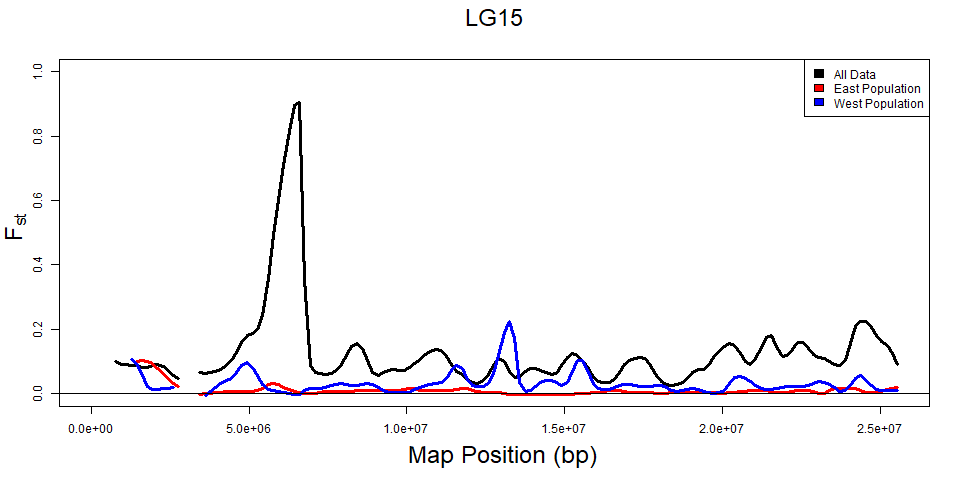 LG15
All Data
East Population
West Population
1.0
0.8
0.6
0.4
0.2
0.0
Fst
0.0e+00 5.0e+06 1.0e+07 1.5e+07 2.0e+07 2.5e+07
Map Position (bp)